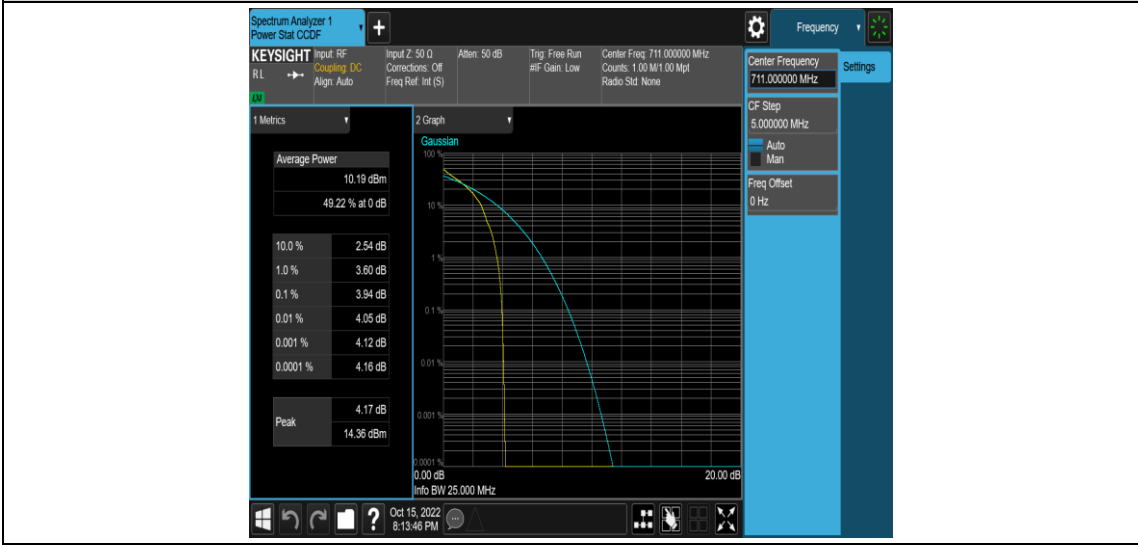 Spectrum Analyzer 1
Power Stat CCDF
+
Frequency
KEYSIGHT
RL
LM
Input: RF
Coupling: DC
Align: Auto
Input Z: 50 Ω
Corrections: Off
Freq Ref: Int (S)
Atten: 50 dB
Trig: Free Run
#IF Gain: Low
Center Freq: 711.000000 MHz
Counts: 1.00 M/1.00 Mpt
Radio Std: None
Center Frequency
711.000000 MHz
Settings
CF Step
5.000000 MHz
Auto
Man
Freq Offset
0 Hz
1 Metrics
Average Power
10.19 dBm
49.22 % at 0 dB
10.0 % 2.54 dB
1.0 % 3.60 dB
0.1 % 3.94 dB
0.01 % 4.05 dB
0.001 % 4.12 dB
0.0001 % 4.16 dB
Peak
4.17 dB
14.36 dBm
2 Graph
Gaussian
100 %
10 %
1 %
0.1 %
0.01 %
0.001 %
0.0001 %
0.00 dB 20.00 dB
Info BW 25.000 MHz
?
Oct 15, 2022
8:13:46 PM